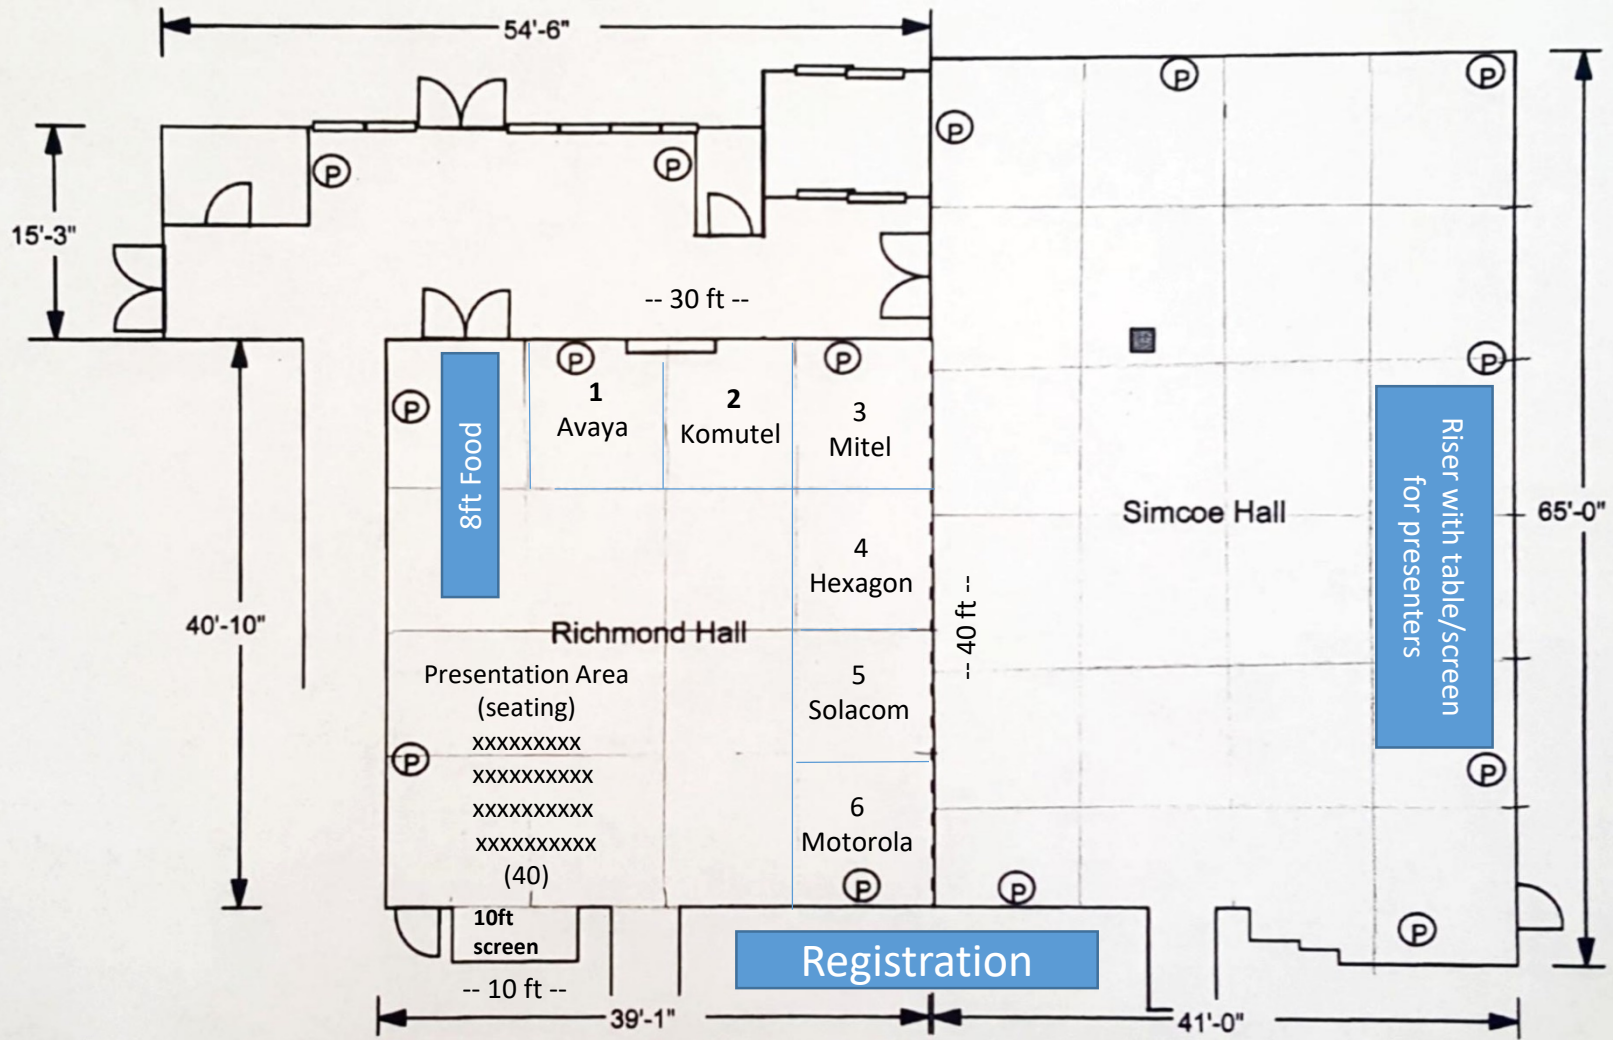 54'-6"
P
P
P
P
P
15'-3"
-- 30 ft --
P
P
P
P
8ft Food
1
Avaya
2
Komutel
3
Mitel
4
Hexagon
Simcoe Hall
Riser with table/screen
for presenters
65'-0"
40'-10"
Richmond Hall
-- 40 ft --
Presentation Area
(seating)
xxxxxxxxx
xxxxxxxxxx
xxxxxxxxxx
xxxxxxxxxx
(40)
5
Solacom
P
P
6
Motorola
P
P
P
10ft
screen
Registration
-- 10 ft --
39'-1"
41'-0"